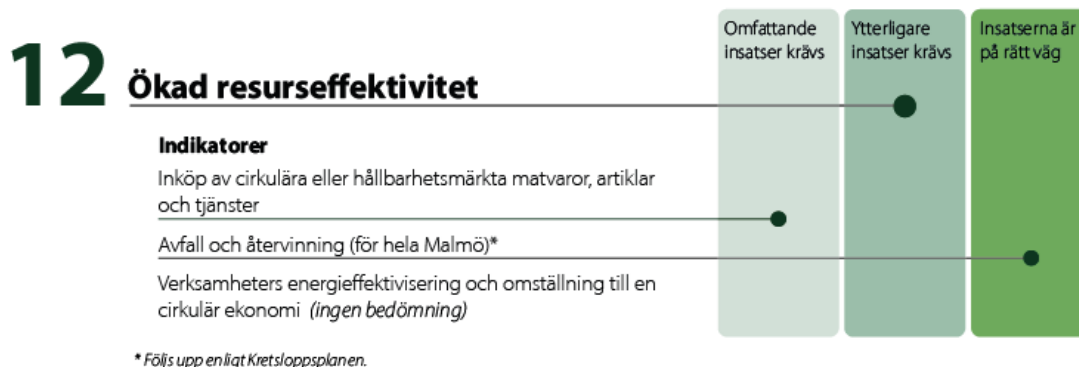 Omfattande
insatser krävs
Ytterligare
insatser krävs
Insatserna är
på rätt väg
12 Ökad resurseffektivitet
Indikatorer
Inköp av cirkulära eller hållbarhetsmärkta matvaror, artiklar
och tjänster
Avfall och återvinning (för hela Malmö)*
Verksamheters energieffektivisering och omställning till en
cirkulär ekonomi (ingen bedömning)
* Följs upp enligt Kretsloppsplanen.